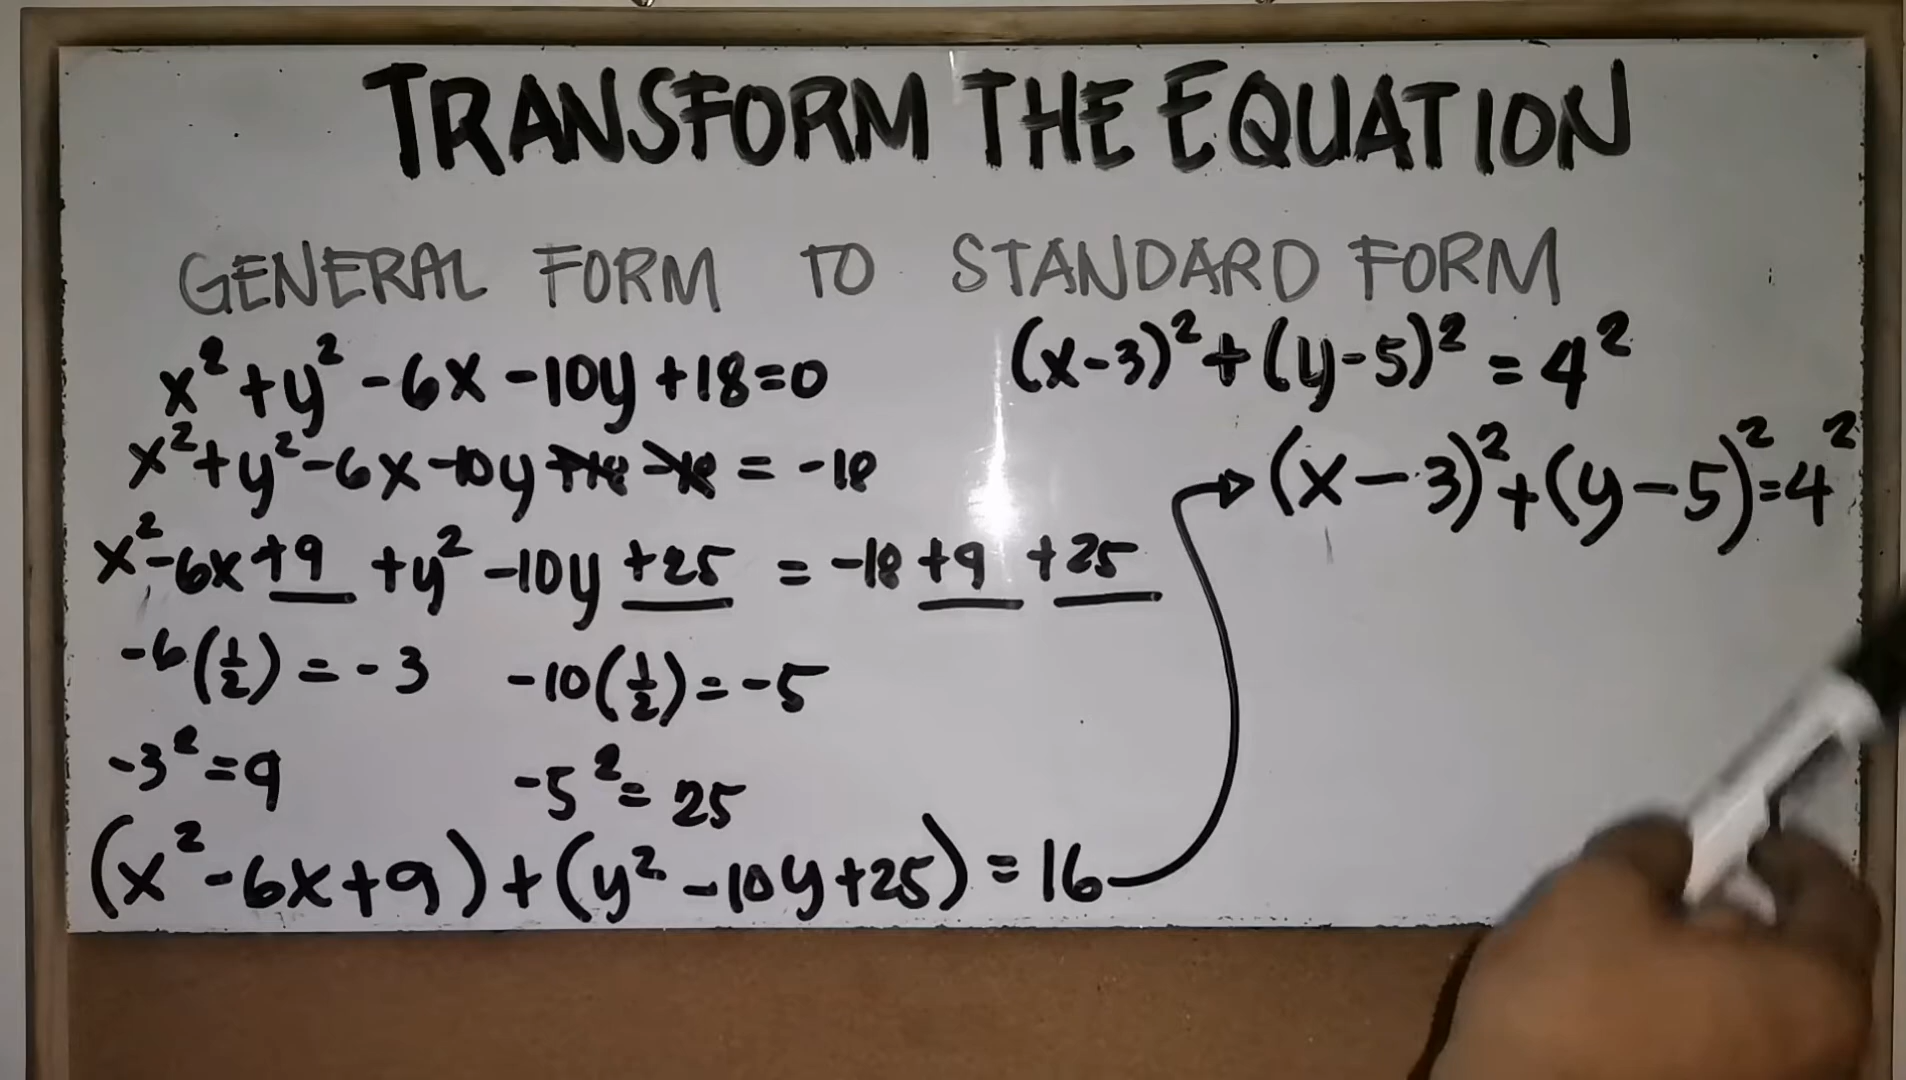 TRANSFORM THE EQUATION
GENERAL FORM TO STANDARD FORM
x² + y² - 6x - 10y + 18 = 0
x² + y² - 6x - 10y + 18 - 18 = -18
x² - 6x + 9 + y² - 10y + 25 = -18 + 9 + 25
-6(1/2) = -3 -10(1/2) = -5
-3² = 9 -5² = 25
(x² - 6x + 9) + (y² - 10y + 25) = 16
(x - 3)² + (y - 5)² = 4²
(x - 3)² + (y - 5)² = 4²